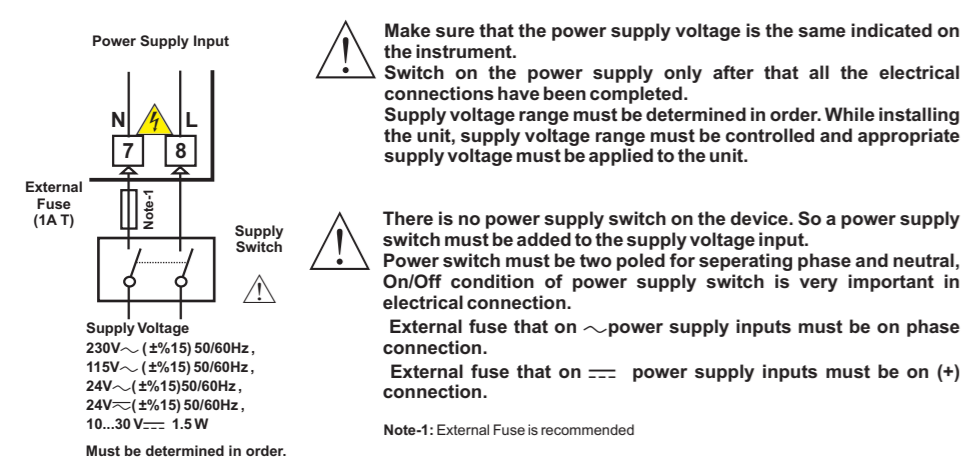 Power Supply Input
N L
7 8
External
Fuse
(1A T)
Note-1
Supply
Switch
Supply Voltage
230V～ ( ±%15) 50/60Hz ,
115V～ ( ±%15) 50/60Hz ,
24V～( ±%15)50/60Hz ,
24V⏦( ±%15) 50/60Hz ,
10...30 V⎓ 1.5 W
Must be determined in order.
Make sure that the power supply voltage is the same indicated on
the instrument.
Switch on the power supply only after that all the electrical
connections have been completed.
Supply voltage range must be determined in order. While installing
the unit, supply voltage range must be controlled and appropriate
supply voltage must be applied to the unit.
There is no power supply switch on the device. So a power supply
switch must be added to the supply voltage input.
Power switch must be two poled for seperating phase and neutral,
On/Off condition of power supply switch is very important in
electrical connection.
External fuse that on ～power supply inputs must be on phase
connection.
External fuse that on ⎓ power supply inputs must be on (+)
connection.
Note-1: External Fuse is recommended